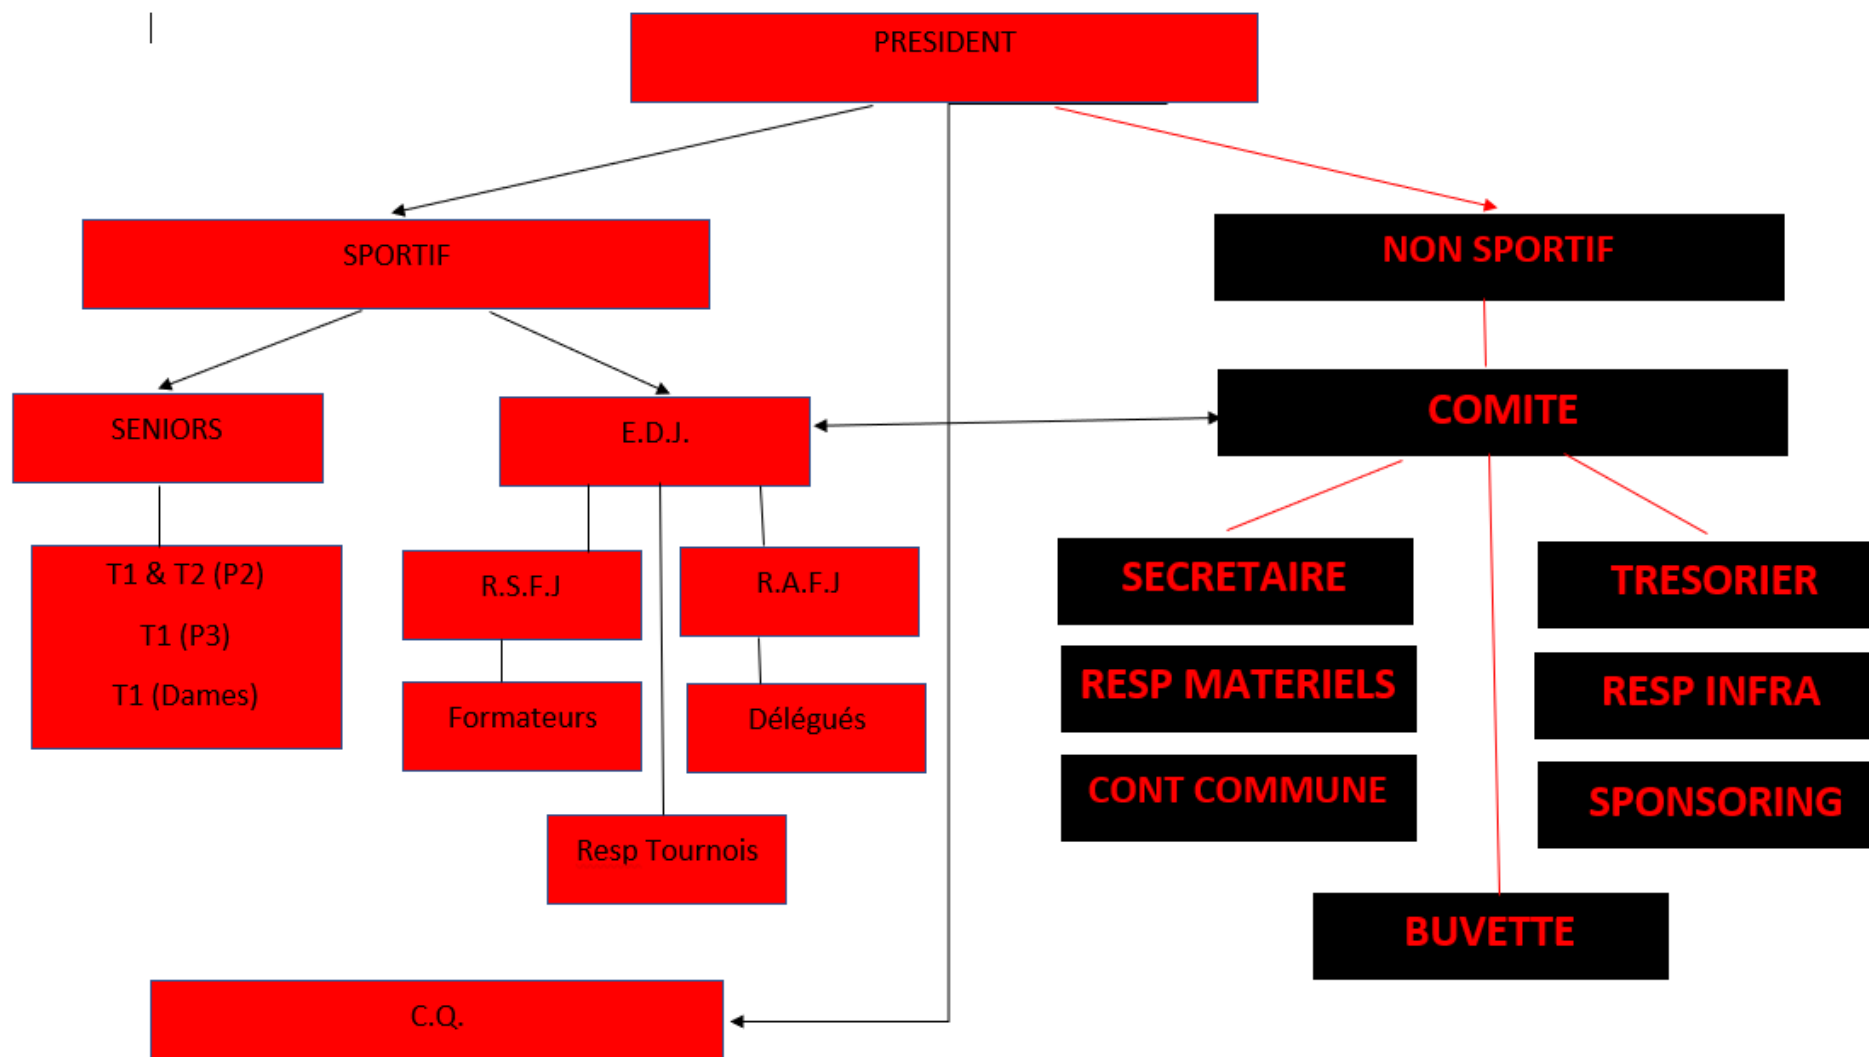 PRESIDENT
SPORTIF
NON SPORTIF
SENIORS
E.D.J.
COMITE
T1 & T2 (P2)
T1 (P3)
T1 (Dames)
R.S.F.J
R.A.F.J
Formateurs
Délégués
Resp Tournois
SECRETAIRE
TRESORIER
RESP MATERIELS
RESP INFRA
CONT COMMUNE
SPONSORING
BUVETTE
C.Q.